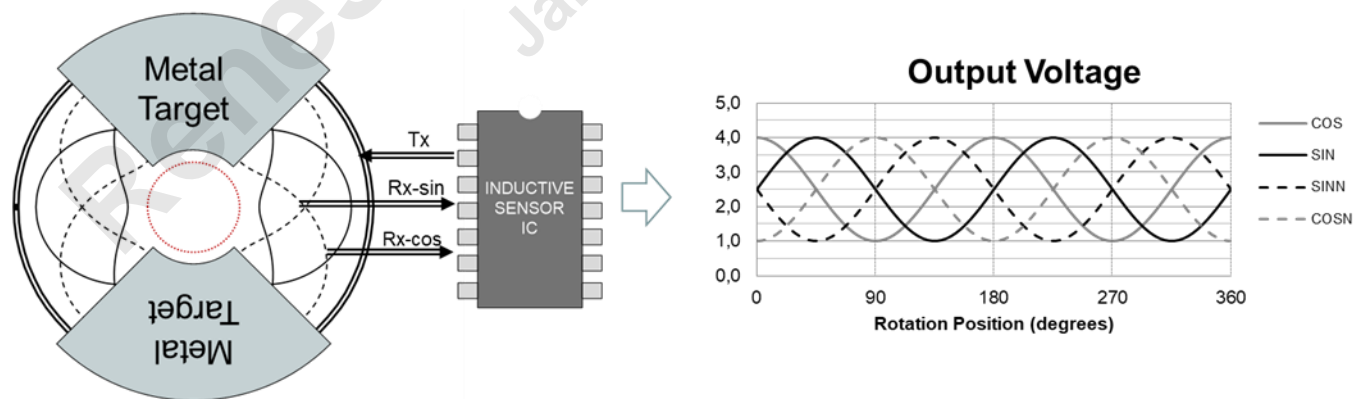 Metal
Target
Metal
Target
Tx
Rx-sin
Rx-cos
INDUCTIVE
SENSOR
IC
Output Voltage
5,0
4,0
3,0
2,0
1,0
0,0
0 90 180 270 360
Rotation Position (degrees)
COS
SIN
SINN
COSN